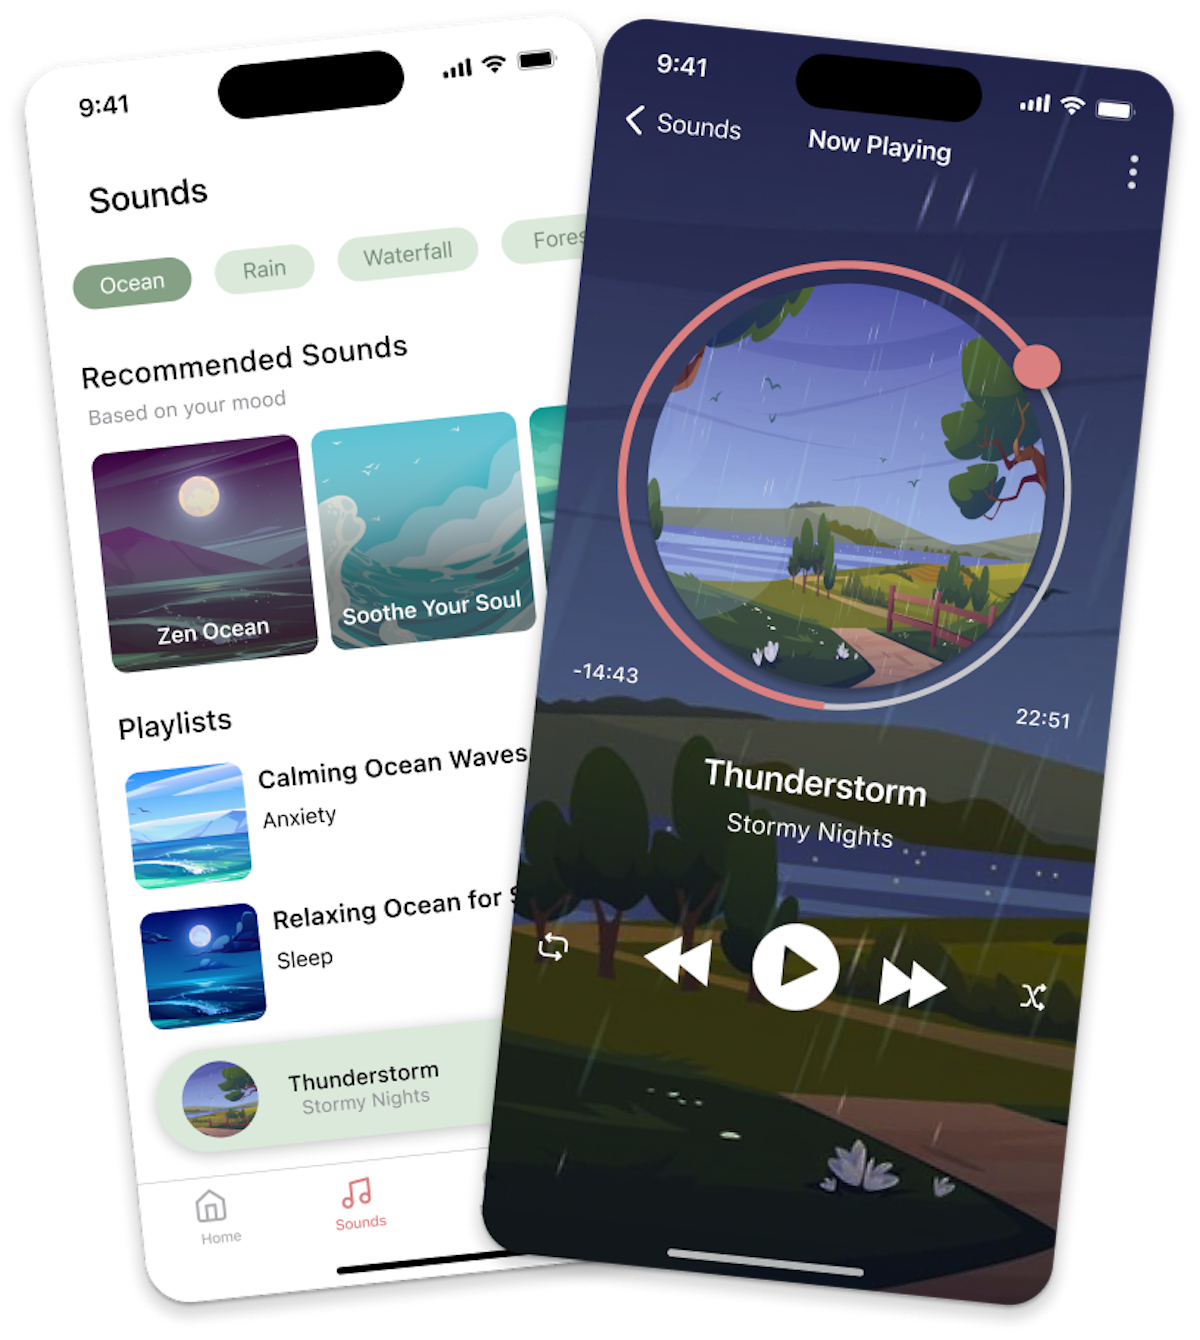 9:41
Sounds
Ocean
Rain
Waterfall
Fores
Recommended Sounds
Based on your mood
Zen Ocean
Soothe Your Soul
Playlists
Calming Ocean Waves
Anxiety
Relaxing Ocean for
Sleep
Thunderstorm
Stormy Nights
Home
Sounds
9:41
Sounds
Now Playing
-14:43
22:51
Thunderstorm
Stormy Nights